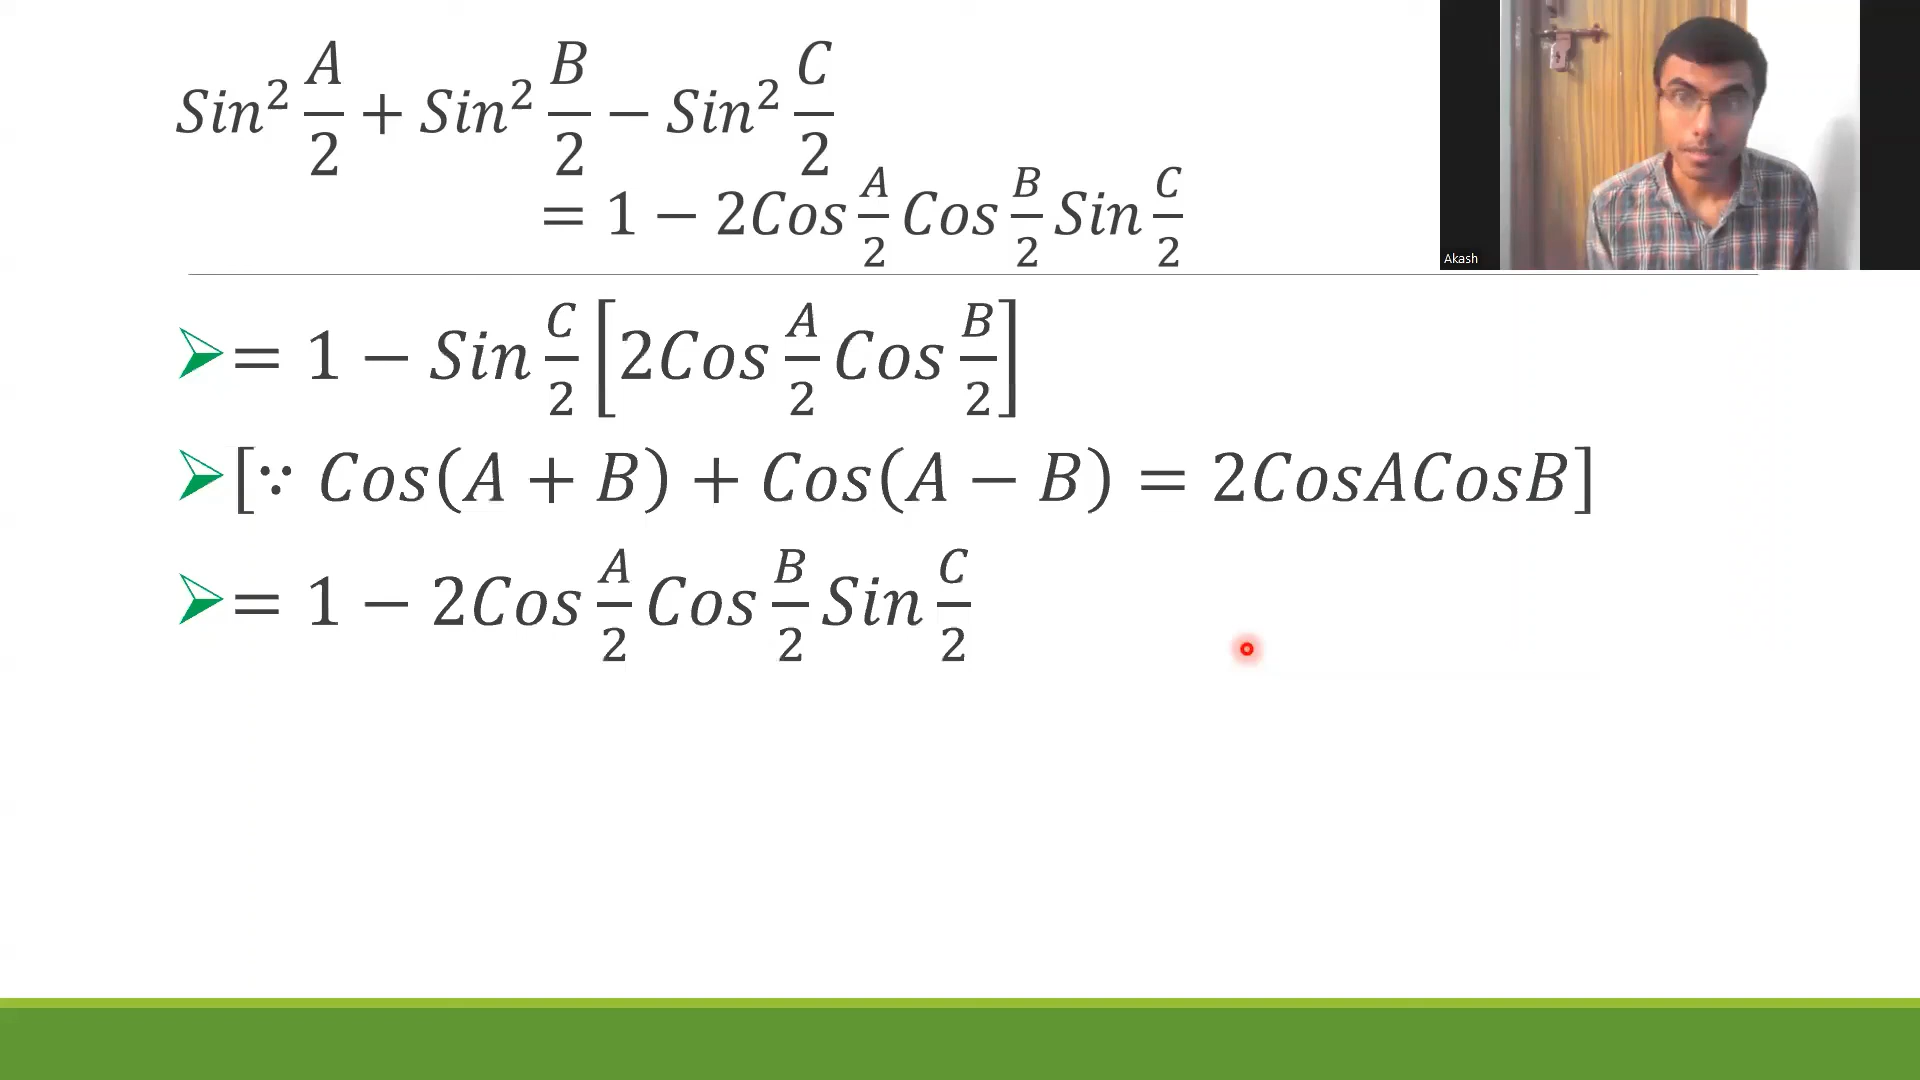 Sin² A/2 + Sin² B/2 − Sin² C/2
= 1 − 2Cos A/2 Cos B/2 Sin C/2
Akash
= 1 − Sin C/2 [2Cos A/2 Cos B/2]
[∵ Cos(A + B) + Cos(A − B) = 2CosACosB]
= 1 − 2Cos A/2 Cos B/2 Sin C/2